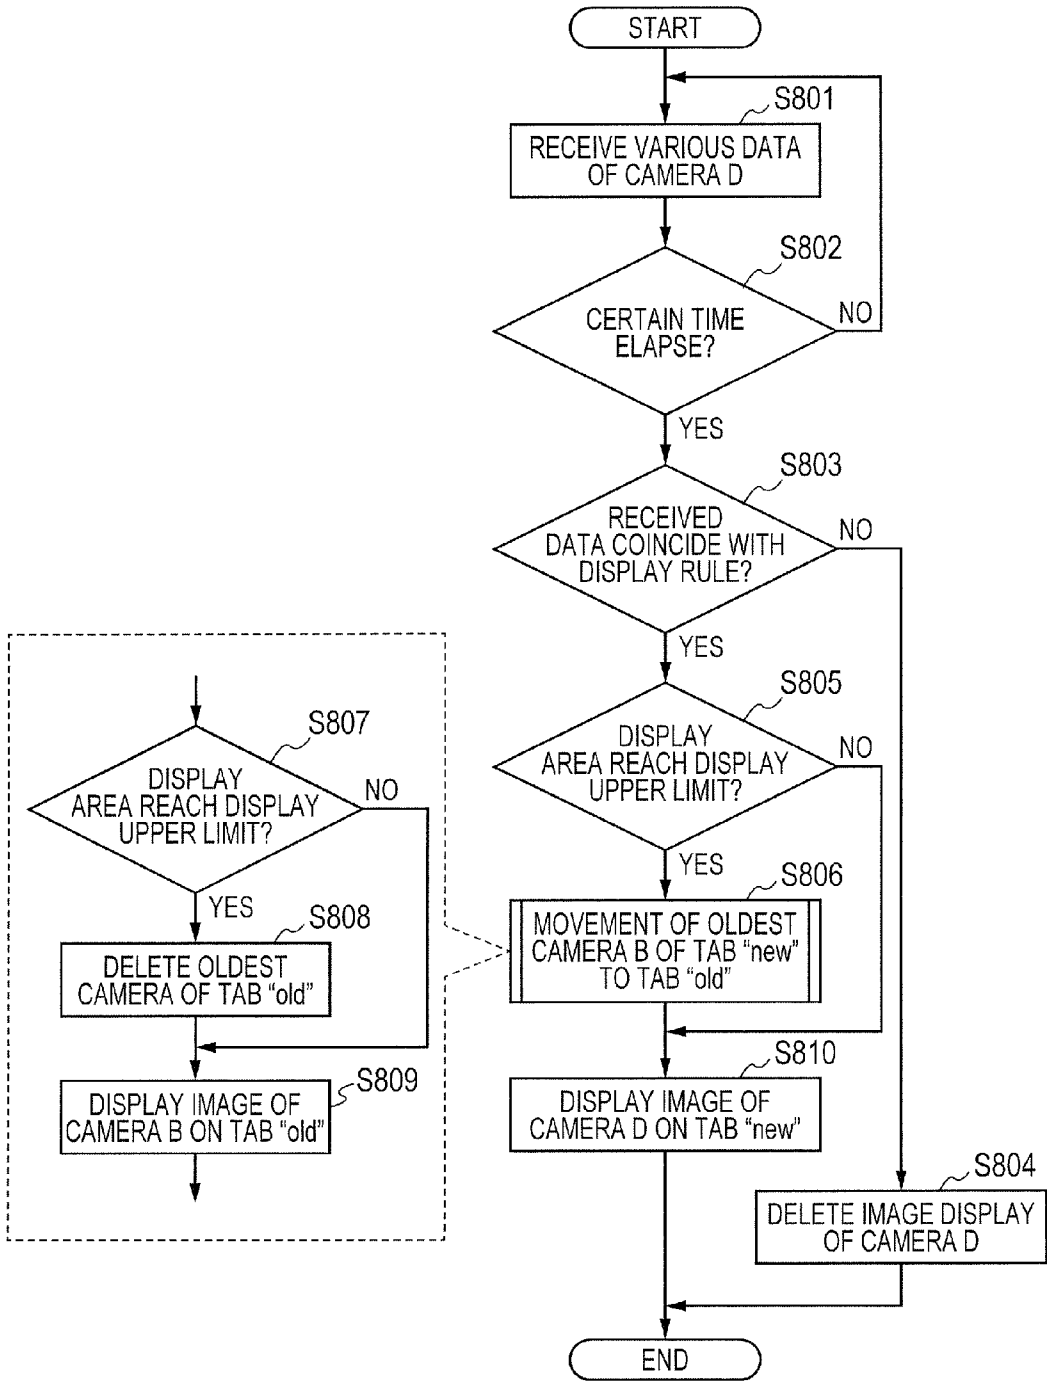 START
S801
RECEIVE VARIOUS DATA
OF CAMERA D
S802
CERTAIN TIME
ELAPSE?
NO
YES
S803
RECEIVED
DATA COINCIDE WITH
DISPLAY RULE?
NO
YES
S805
DISPLAY
AREA REACH DISPLAY
UPPER LIMIT?
NO
YES
S806
MOVEMENT OF OLDEST
CAMERA B OF TAB “new”
TO TAB “old”
S807
DISPLAY
AREA REACH DISPLAY
UPPER LIMIT?
NO
YES
S808
DELETE OLDEST
CAMERA OF TAB “old”
S809
DISPLAY IMAGE OF
CAMERA B ON TAB “old”
S810
DISPLAY IMAGE OF
CAMERA D ON TAB “new”
S804
DELETE IMAGE DISPLAY
OF CAMERA D
END